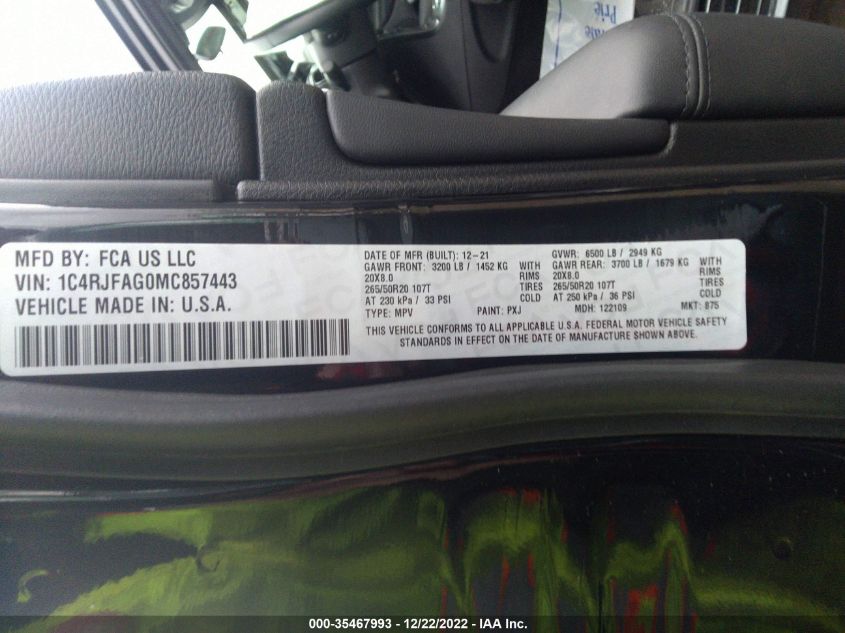 Prie
ate
MFD BY: FCA US LLC
VIN: 1C4RJFAG0MC857443
VEHICLE MADE IN: U.S.A.
DATE OF MFR (BUILT): 12-21
GAWR FRONT: 3200 LB / 1452 KG WITH
20X8.0 RIMS
265/50R20 107T TIRES
AT 230 kPa / 33 PSI COLD
TYPE: MPV PAINT: PXJ
GVWR: 6500 LB / 2949 KG
GAWR REAR: 3700 LB / 1679 KG WITH
20X8.0 RIMS
265/50R20 107T TIRES
AT 250 kPa / 36 PSI COLD
MDH: 122109 MKT: 875
THIS VEHICLE CONFORMS TO ALL APPLICABLE U.S.A. FEDERAL MOTOR VEHICLE SAFETY
STANDARDS IN EFFECT ON THE DATE OF MANUFACTURE SHOWN ABOVE.
000-35467993 - 12/22/2022 - IAA Inc.